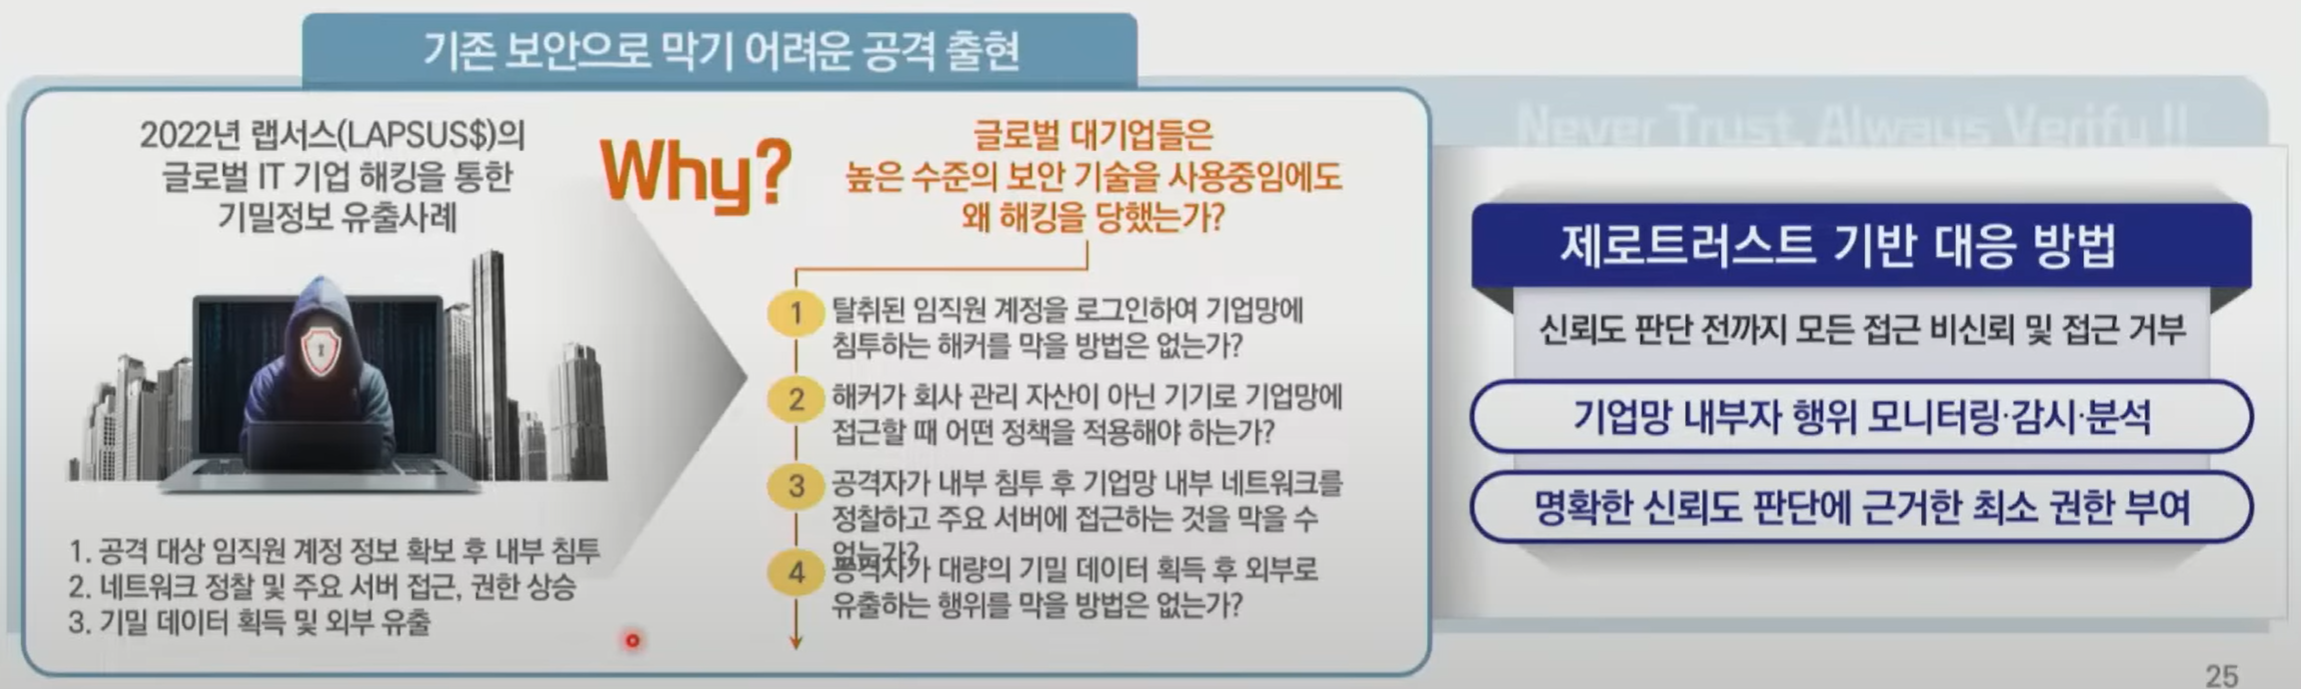 기존 보안으로 막기 어려운 공격 출현
2022년 랩서스(LAPSUS$)의
글로벌 IT 기업 해킹을 통한
기밀정보 유출사례
1. 공격 대상 임직원 계정 정보 확보 후 내부 침투
2. 네트워크 정찰 및 주요 서버 접근, 권한 상승
3. 기밀 데이터 획득 및 외부 유출
Why?
글로벌 대기업들은
높은 수준의 보안 기술을 사용중임에도
왜 해킹을 당했는가?
1 탈취된 임직원 계정을 로그인하여 기업망에
침투하는 해커를 막을 방법은 없는가?
2 해커가 회사 관리 자산이 아닌 기기로 기업망에
접근할 때 어떤 정책을 적용해야 하는가?
3 공격자가 내부 침투 후 기업망 내부 네트워크를
정찰하고 주요 서버에 접근하는 것을 막을 수
없는가?
4 공격자가 대량의 기밀 데이터 획득 후 외부로
유출하는 행위를 막을 방법은 없는가?
Never Trust, Always Verify !!
제로트러스트 기반 대응 방법
신뢰도 판단 전까지 모든 접근 비신뢰 및 접근 거부
기업망 내부자 행위 모니터링·감시·분석
명확한 신뢰도 판단에 근거한 최소 권한 부여
25